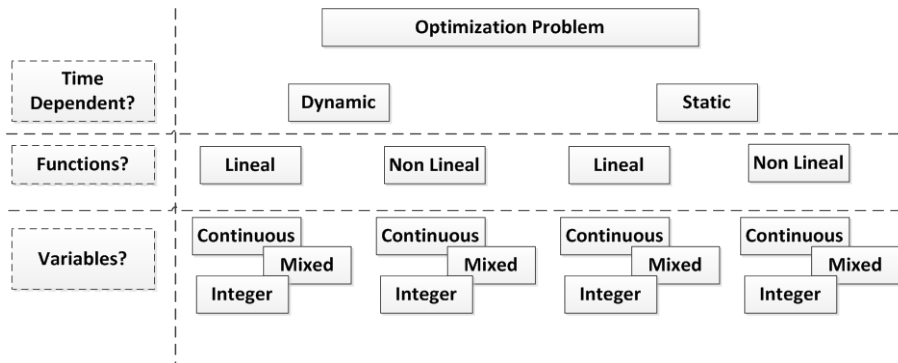 Optimization Problem
Time
Dependent?
Dynamic
Static
Functions?
Lineal
Non Lineal
Lineal
Non Lineal
Variables?
Continuous
Mixed
Integer
Continuous
Mixed
Integer
Continuous
Mixed
Integer
Continuous
Mixed
Integer